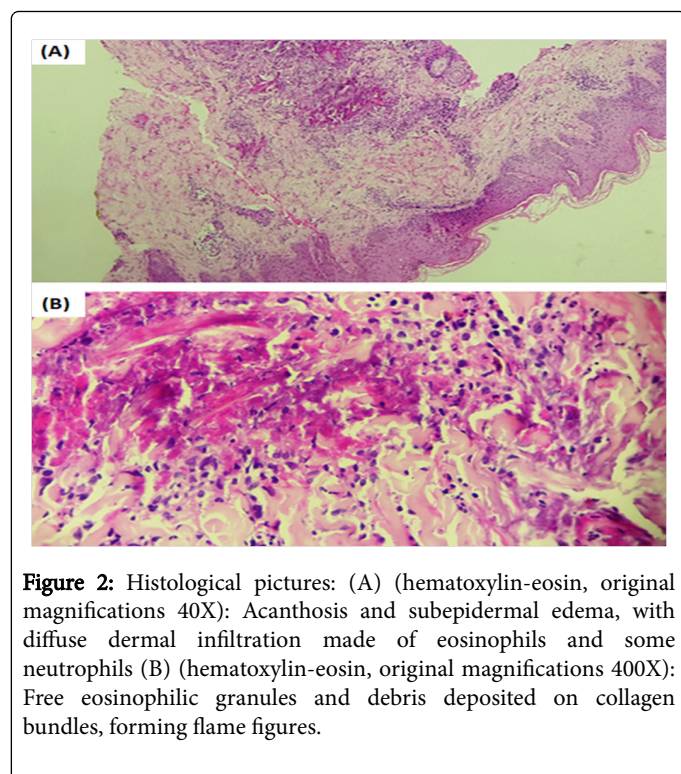 (A)
(B)
Figure 2: Histological pictures: (A) (hematoxylin-eosin, original
magnifications 40X): Acanthosis and subepidermal edema, with
diffuse dermal infiltration made of eosinophils and some
neutrophils (B) (hematoxylin-eosin, original magnifications 400X):
Free eosinophilic granules and debris deposited on collagen
bundles, forming flame figures.